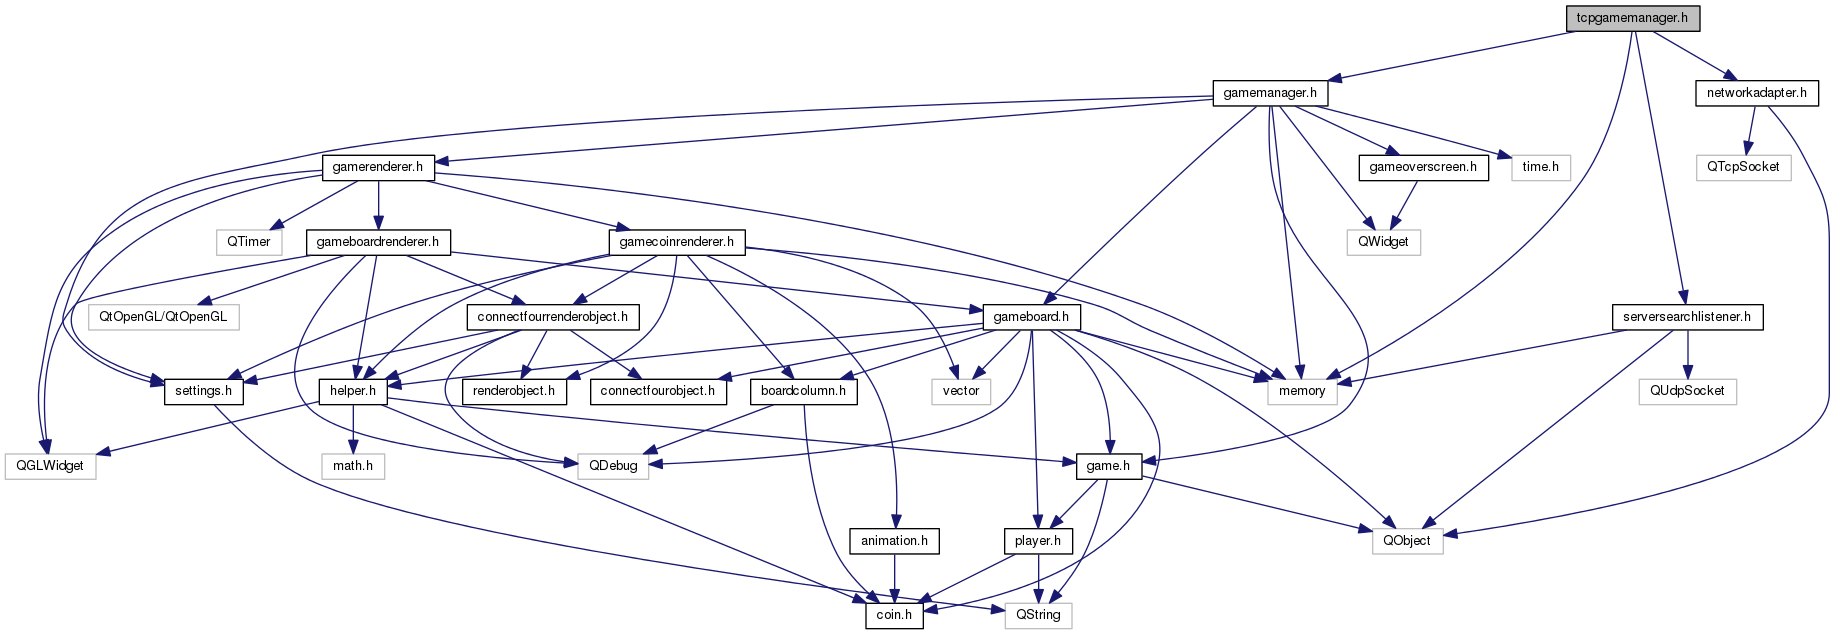 tcpgamemanager.h
gamemanager.h
networkadapter.h
gamerenderer.h
gameoverscreen.h
time.h
QTcpSocket
QTimer
gameboardrenderer.h
gamecoinrenderer.h
QWidget
QtOpenGL/QtOpenGL
connectfourrenderobject.h
gameboard.h
serversearchlistener.h
settings.h
helper.h
renderobject.h
connectfourobject.h
boardcolumn.h
vector
memory
QUdpSocket
QGLWidget
math.h
QDebug
game.h
animation.h
player.h
QObject
coin.h
QString